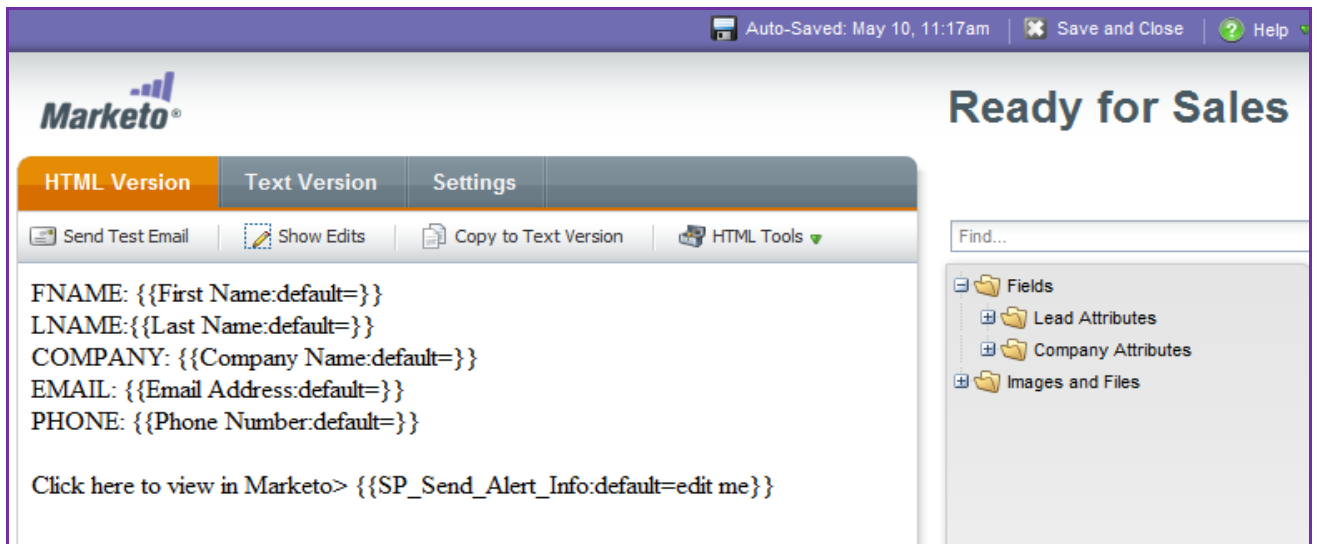 Auto-Saved: May 10, 11:17am Save and Close ? Help
Marketo®
Ready for Sales
HTML Version Text Version Settings
Send Test Email Show Edits Copy to Text Version HTML Tools
Find...
FNAME: {{First Name:default=}}
LNAME:{{Last Name:default=}}
COMPANY: {{Company Name:default=}}
EMAIL: {{Email Address:default=}}
PHONE: {{Phone Number:default=}}
Click here to view in Marketo> {{SP_Send_Alert_Info:default=edit me}}
Fields
Lead Attributes
Company Attributes
Images and Files